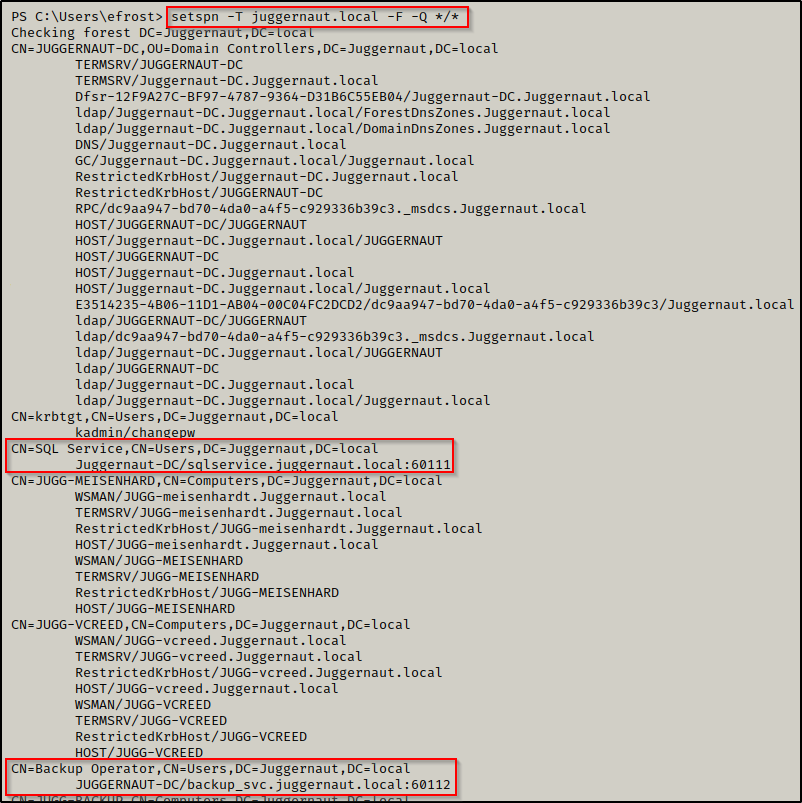 PS C:\Users\efrost> setspn -T juggernaut.local -F -Q */*
Checking forest DC=Juggernaut,DC=local
CN=JUGGERNAUT-DC,OU=Domain Controllers,DC=Juggernaut,DC=local
TERMSRV/JUGGERNAUT-DC
TERMSRV/Juggernaut-DC.Juggernaut.local
Dfsr-12F9A27C-BF97-4787-9364-D31B6C55EB04/Juggernaut-DC.Juggernaut.local
ldap/Juggernaut-DC.Juggernaut.local/ForestDnsZones.Juggernaut.local
ldap/Juggernaut-DC.Juggernaut.local/DomainDnsZones.Juggernaut.local
DNS/Juggernaut-DC.Juggernaut.local
GC/Juggernaut-DC.Juggernaut.local/Juggernaut.local
RestrictedKrbHost/Juggernaut-DC.Juggernaut.local
RestrictedKrbHost/JUGGERNAUT-DC
RPC/dc9aa947-bd70-4da0-a4f5-c929336b39c3._msdcs.Juggernaut.local
HOST/JUGGERNAUT-DC/JUGGERNAUT
HOST/Juggernaut-DC.Juggernaut.local/JUGGERNAUT
HOST/JUGGERNAUT-DC
HOST/Juggernaut-DC.Juggernaut.local
HOST/Juggernaut-DC.Juggernaut.local/Juggernaut.local
E3514235-4B06-11D1-AB04-00C04FC2DCD2/dc9aa947-bd70-4da0-a4f5-c929336b39c3/Juggernaut.local
ldap/JUGGERNAUT-DC/JUGGERNAUT
ldap/dc9aa947-bd70-4da0-a4f5-c929336b39c3._msdcs.Juggernaut.local
ldap/Juggernaut-DC.Juggernaut.local/JUGGERNAUT
ldap/JUGGERNAUT-DC
ldap/Juggernaut-DC.Juggernaut.local
ldap/Juggernaut-DC.Juggernaut.local/Juggernaut.local
CN=krbtgt,CN=Users,DC=Juggernaut,DC=local
kadmin/changepw
CN=SQL Service,CN=Users,DC=Juggernaut,DC=local
Juggernaut-DC/sqlservice.juggernaut.local:60111
CN=JUGG-MEISENHARD,CN=Computers,DC=Juggernaut,DC=local
WSMAN/JUGG-meisenhardt.Juggernaut.local
TERMSRV/JUGG-meisenhardt.Juggernaut.local
RestrictedKrbHost/JUGG-meisenhardt.Juggernaut.local
HOST/JUGG-meisenhardt.Juggernaut.local
WSMAN/JUGG-MEISENHARD
TERMSRV/JUGG-MEISENHARD
RestrictedKrbHost/JUGG-MEISENHARD
HOST/JUGG-MEISENHARD
CN=JUGG-VCREED,CN=Computers,DC=Juggernaut,DC=local
WSMAN/JUGG-vcreed.Juggernaut.local
TERMSRV/JUGG-vcreed.Juggernaut.local
RestrictedKrbHost/JUGG-vcreed.Juggernaut.local
HOST/JUGG-vcreed.Juggernaut.local
WSMAN/JUGG-VCREED
TERMSRV/JUGG-VCREED
RestrictedKrbHost/JUGG-VCREED
HOST/JUGG-VCREED
CN=Backup Operator,CN=Users,DC=Juggernaut,DC=local
JUGGERNAUT-DC/backup_svc.juggernaut.local:60112
CN=JUGG-BACKUP,CN=Computers,DC=Juggernaut,DC=local